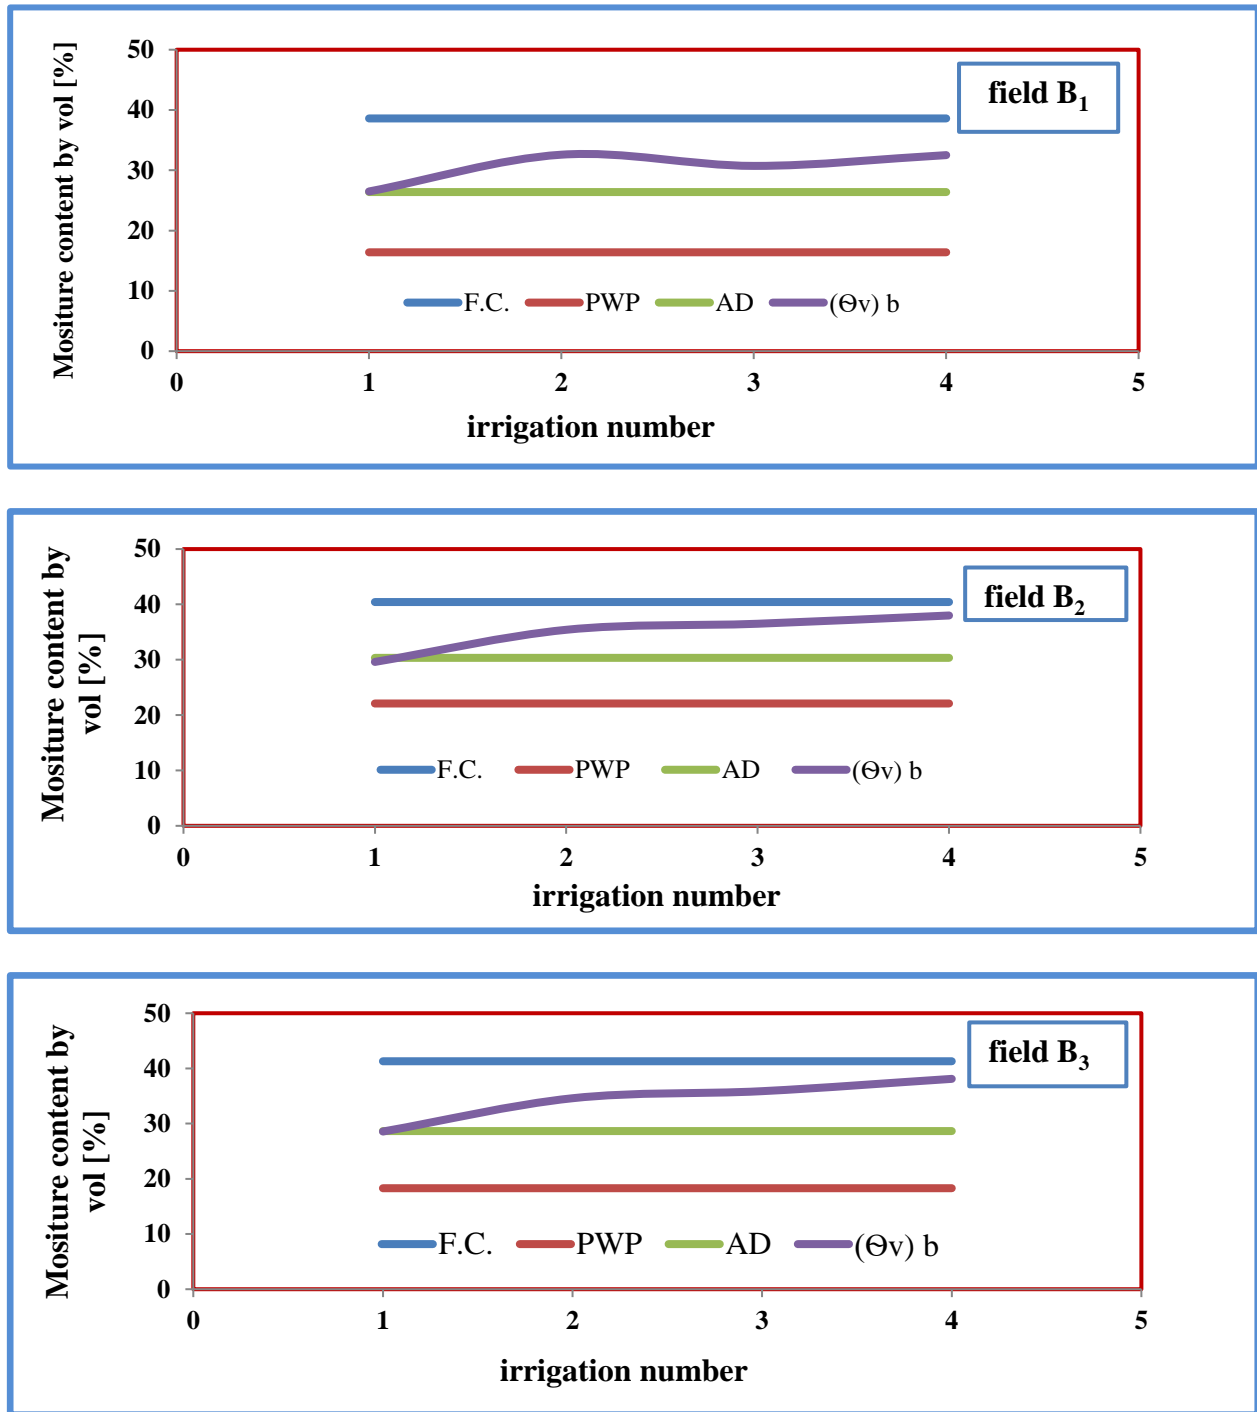 Mositure content by vol [%]
50
40
30
20
10
0
field B₁
F.C. PWP AD (Ɵv) b
0 1 2 3 4 5
irrigation number
Mositure content by
vol [%]
50
40
30
20
10
0
field B₂
F.C. PWP AD (Ɵv) b
0 1 2 3 4 5
irrigation number
Mositure content by
vol [%]
50
40
30
20
10
0
field B₃
F.C. PWP AD (Ɵv) b
0 1 2 3 4 5
irrigation number